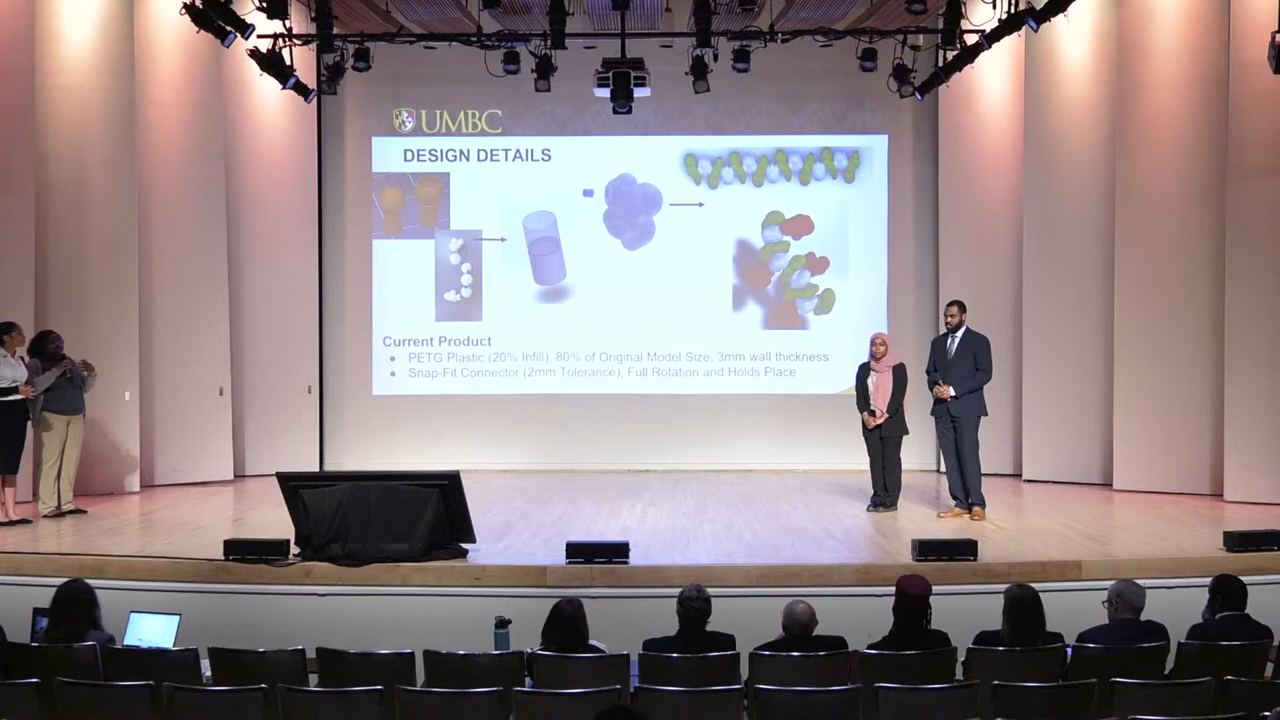 UMBC
DESIGN DETAILS
Current Product
● PETG Plastic (20% Infill), 80% of Original Model Size, 3mm wall thickness
● Snap-Fit Connector (2mm Tolerance), Full Rotation and Holds Place